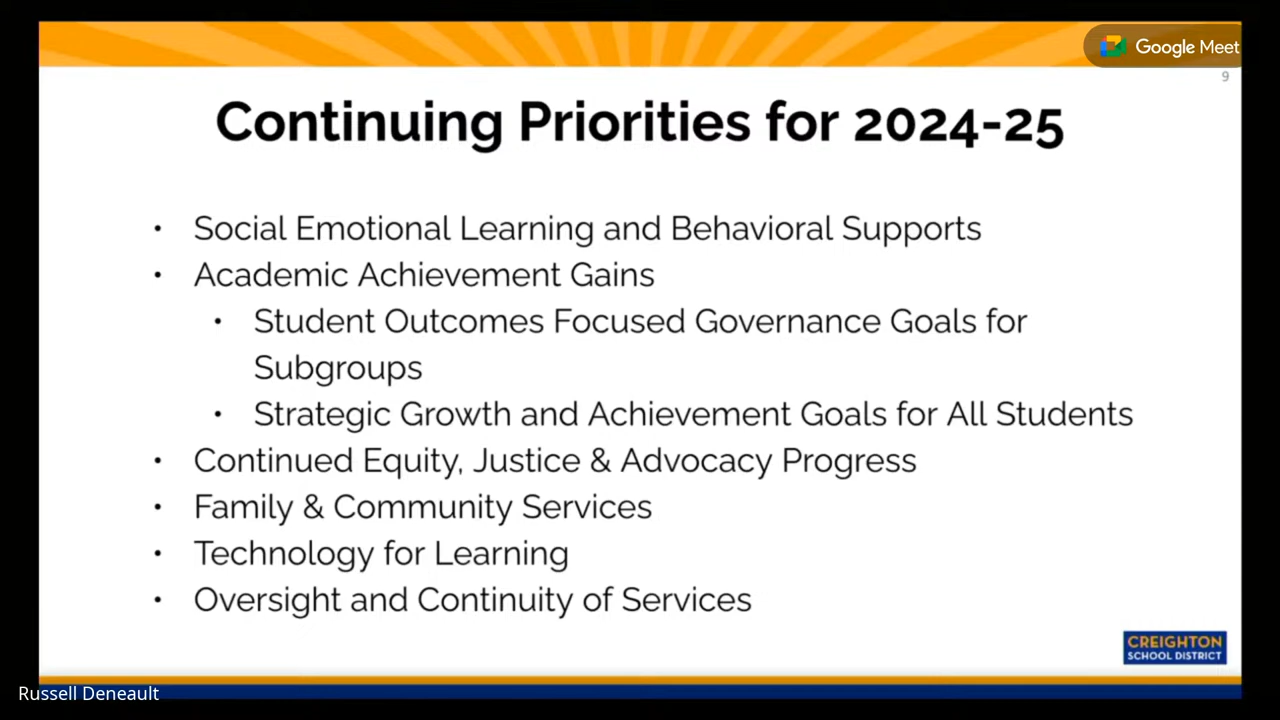 Google Meet
9
Continuing Priorities for 2024-25
• Social Emotional Learning and Behavioral Supports
• Academic Achievement Gains
• Student Outcomes Focused Governance Goals for
Subgroups
• Strategic Growth and Achievement Goals for All Students
• Continued Equity, Justice & Advocacy Progress
• Family & Community Services
• Technology for Learning
• Oversight and Continuity of Services
CREIGHTON
SCHOOL DISTRICT
Russell Deneault